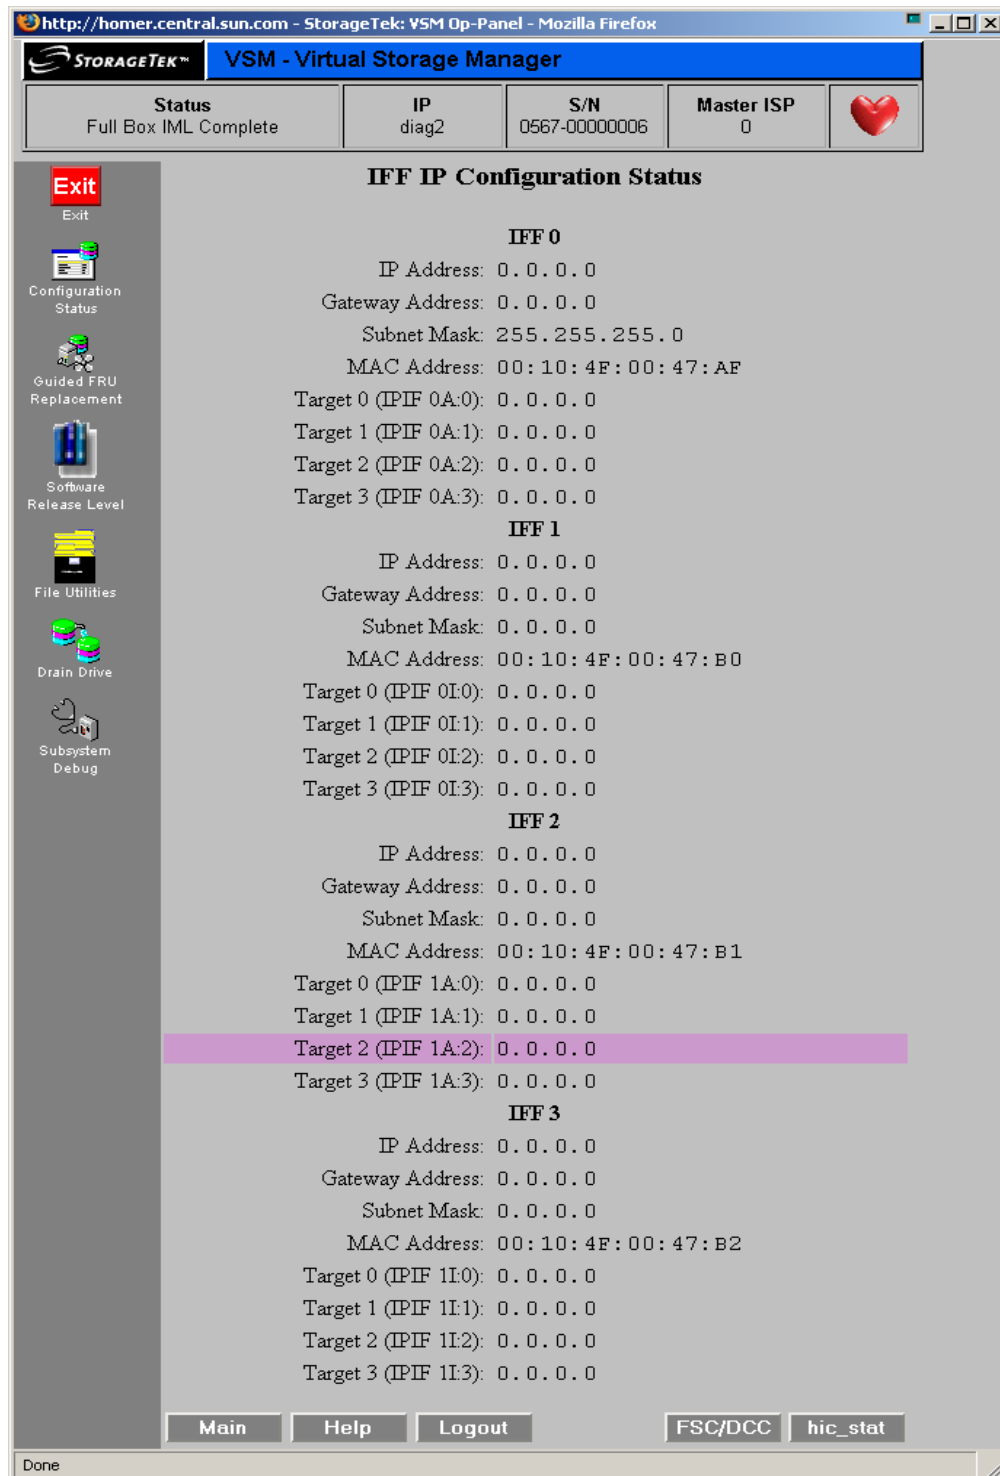 http://homer.central.sun.com - StorageTek: VSM Op-Panel - Mozilla Firefox
STORAGETEK™ VSM - Virtual Storage Manager
Status IP S/N Master ISP
Full Box IML Complete diag2 0567-00000006 0
Exit
Exit
Configuration
Status
Guided FRU
Replacement
Software
Release Level
File Utilities
Drain Drive
Subsystem
Debug
IFF IP Configuration Status
IFF 0
IP Address: 0.0.0.0
Gateway Address: 0.0.0.0
Subnet Mask: 255.255.255.0
MAC Address: 00:10:4F:00:47:AF
Target 0 (IPIF 0A:0): 0.0.0.0
Target 1 (IPIF 0A:1): 0.0.0.0
Target 2 (IPIF 0A:2): 0.0.0.0
Target 3 (IPIF 0A:3): 0.0.0.0
IFF 1
IP Address: 0.0.0.0
Gateway Address: 0.0.0.0
Subnet Mask: 0.0.0.0
MAC Address: 00:10:4F:00:47:B0
Target 0 (IPIF 0I:0): 0.0.0.0
Target 1 (IPIF 0I:1): 0.0.0.0
Target 2 (IPIF 0I:2): 0.0.0.0
Target 3 (IPIF 0I:3): 0.0.0.0
IFF 2
IP Address: 0.0.0.0
Gateway Address: 0.0.0.0
Subnet Mask: 0.0.0.0
MAC Address: 00:10:4F:00:47:B1
Target 0 (IPIF 1A:0): 0.0.0.0
Target 1 (IPIF 1A:1): 0.0.0.0
Target 2 (IPIF 1A:2): 0.0.0.0
Target 3 (IPIF 1A:3): 0.0.0.0
IFF 3
IP Address: 0.0.0.0
Gateway Address: 0.0.0.0
Subnet Mask: 0.0.0.0
MAC Address: 00:10:4F:00:47:B2
Target 0 (IPIF 1I:0): 0.0.0.0
Target 1 (IPIF 1I:1): 0.0.0.0
Target 2 (IPIF 1I:2): 0.0.0.0
Target 3 (IPIF 1I:3): 0.0.0.0
Main Help Logout FSC/DCC hic_stat
Done